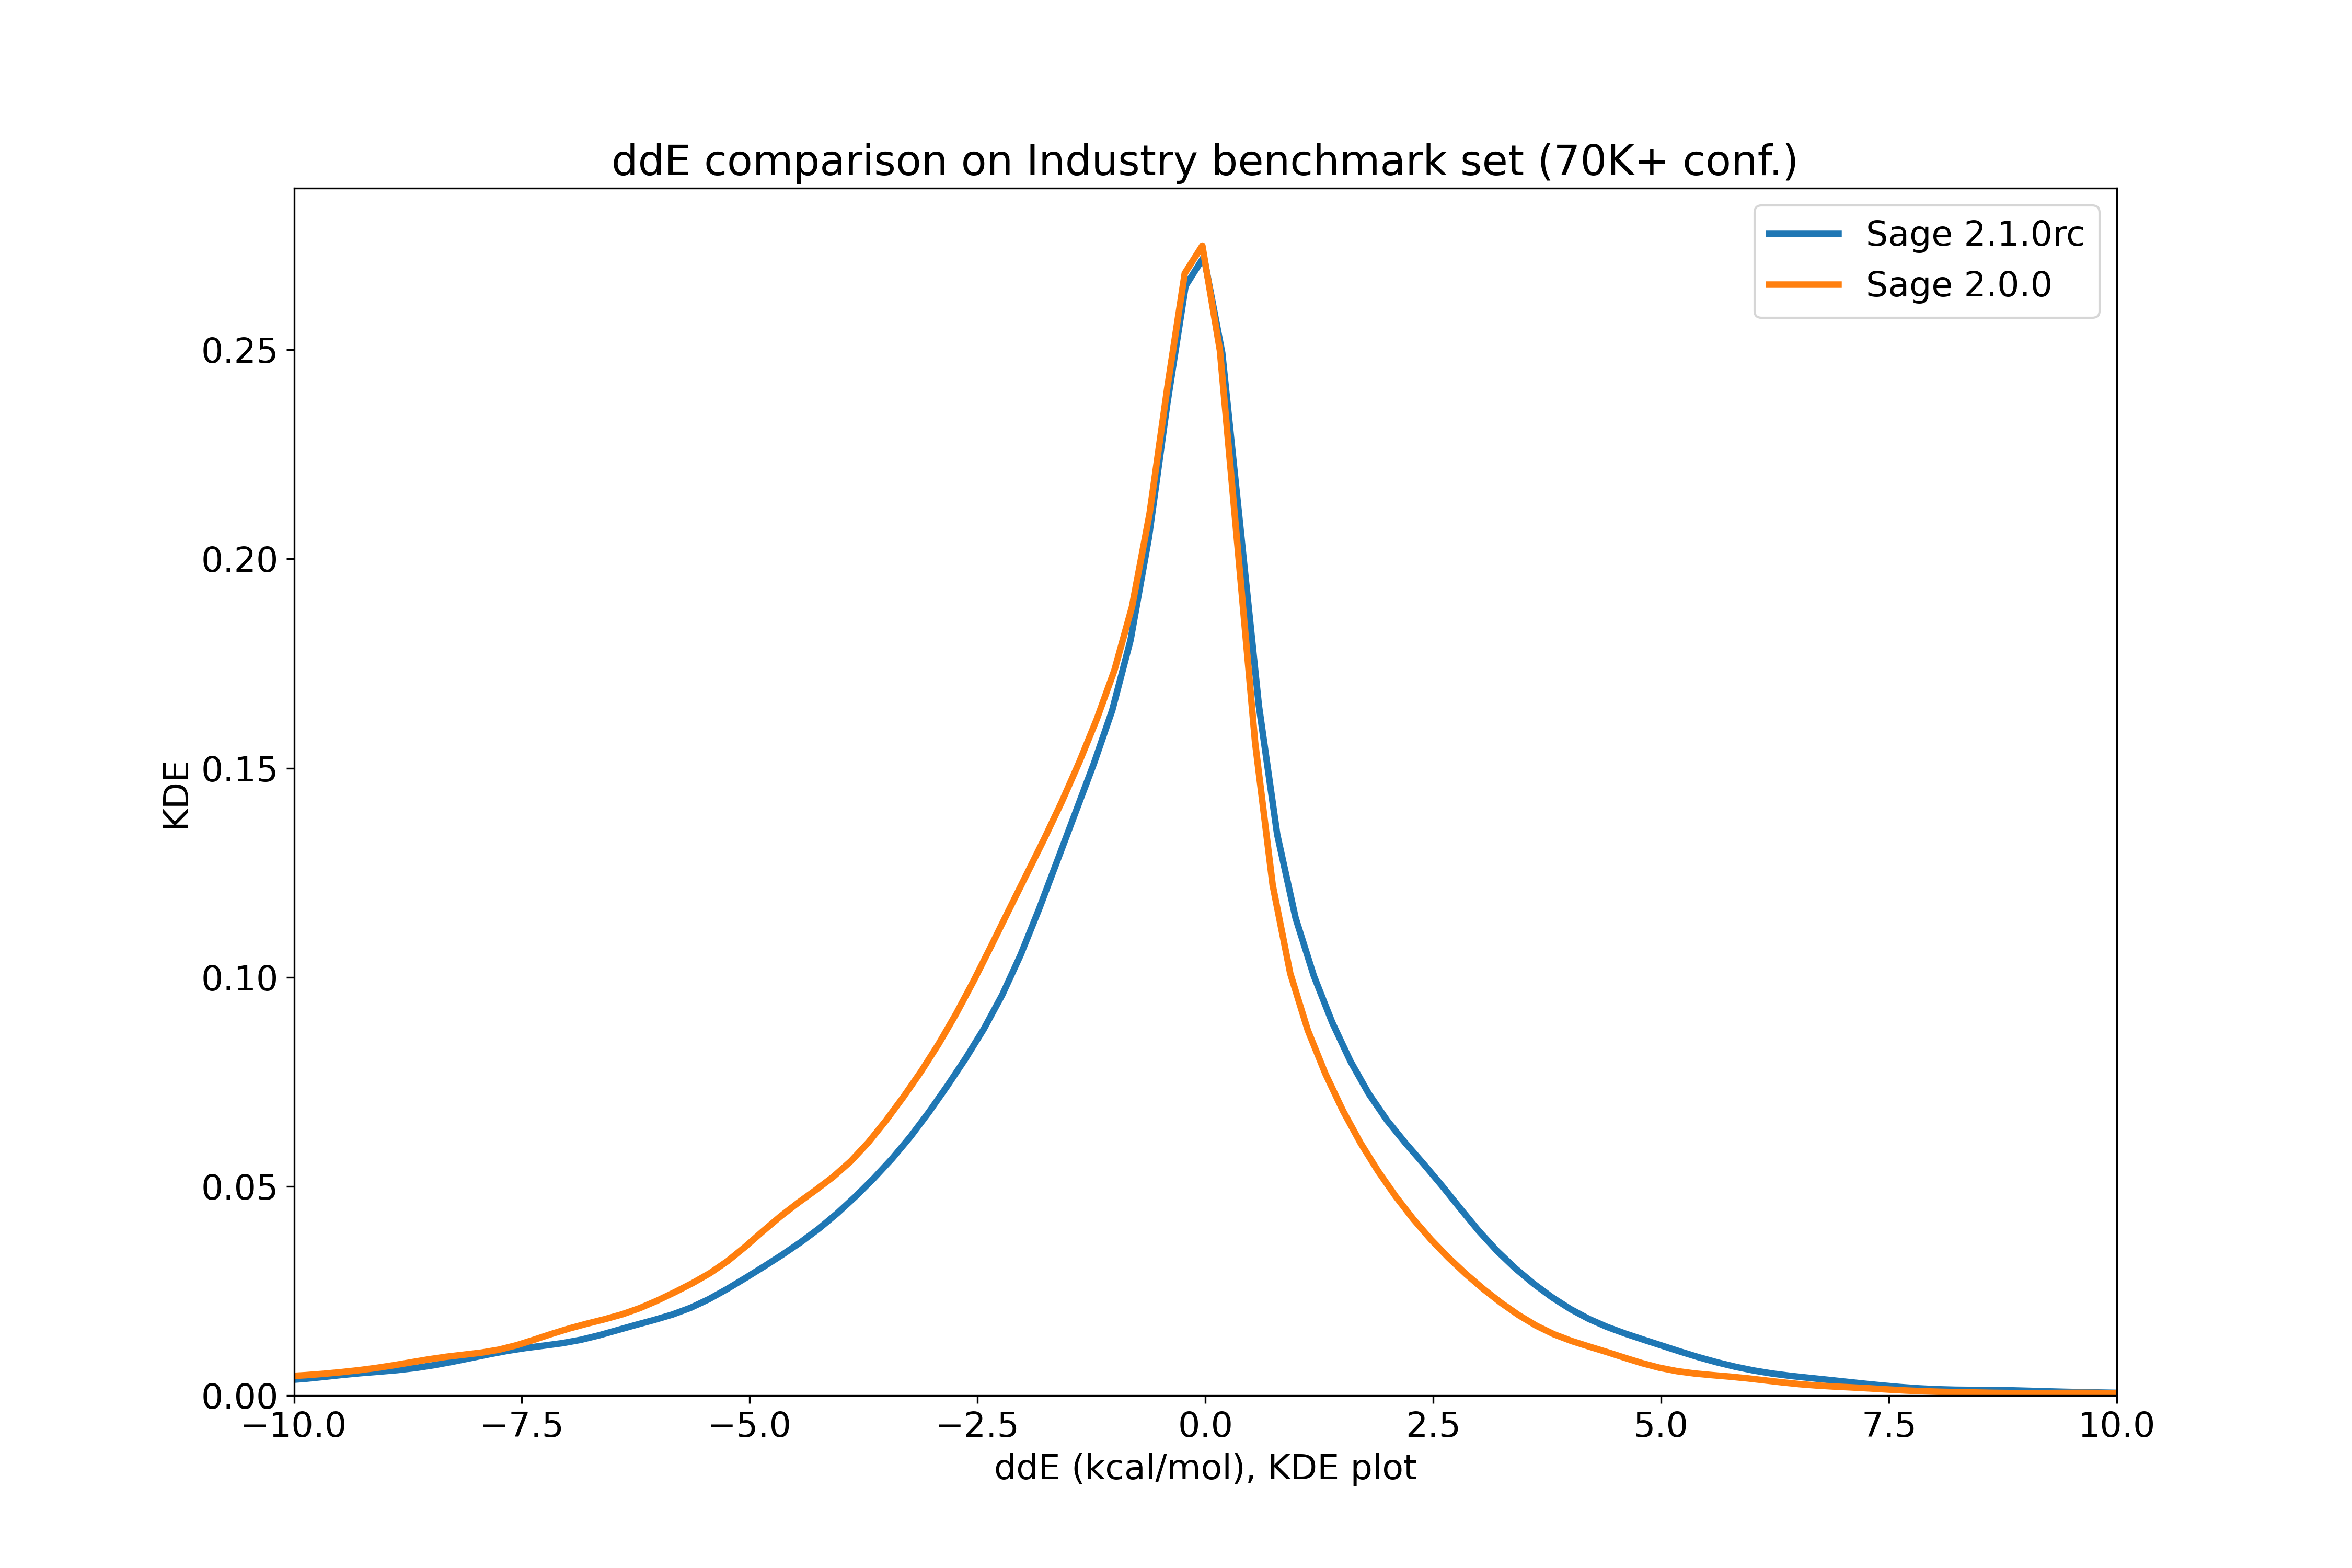 ddE comparison on Industry benchmark set (70K+ conf.)
Sage 2.1.0rc
Sage 2.0.0
KDE
0.25
0.20
0.15
0.10
0.05
0.00
−10.0 −7.5 −5.0 −2.5 0.0 2.5 5.0 7.5 10.0
ddE (kcal/mol), KDE plot